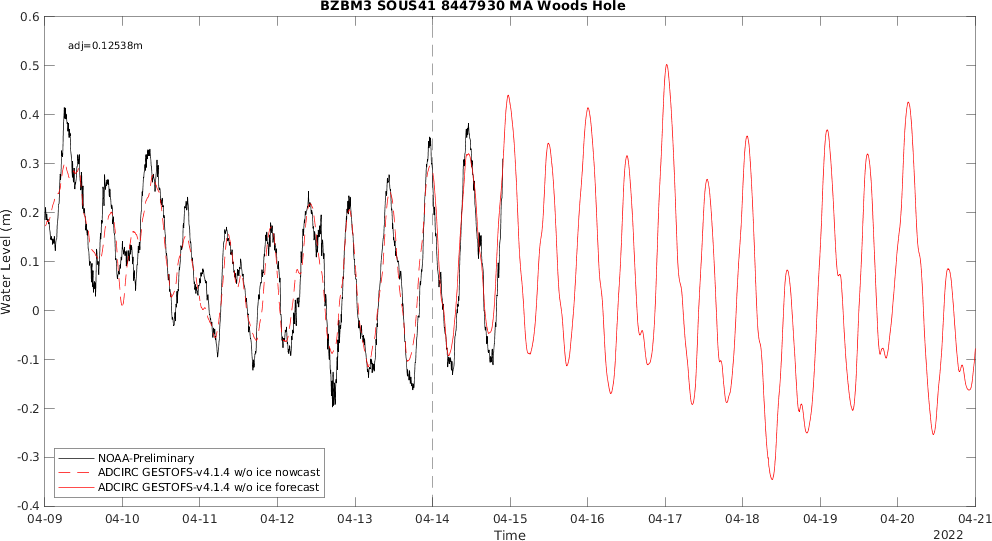 BZBM3 SOUS41 8447930 MA Woods Hole
adj=0.12538m
0.6
0.5
0.4
0.3
0.2
0.1
0
-0.1
-0.2
-0.3
-0.4
Water Level (m)
NOAA-Preliminary
ADCIRC GESTOFS-v4.1.4 w/o ice nowcast
ADCIRC GESTOFS-v4.1.4 w/o ice forecast
04-09 04-10 04-11 04-12 04-13 04-14 04-15 04-16 04-17 04-18 04-19 04-20 04-21
Time
2022